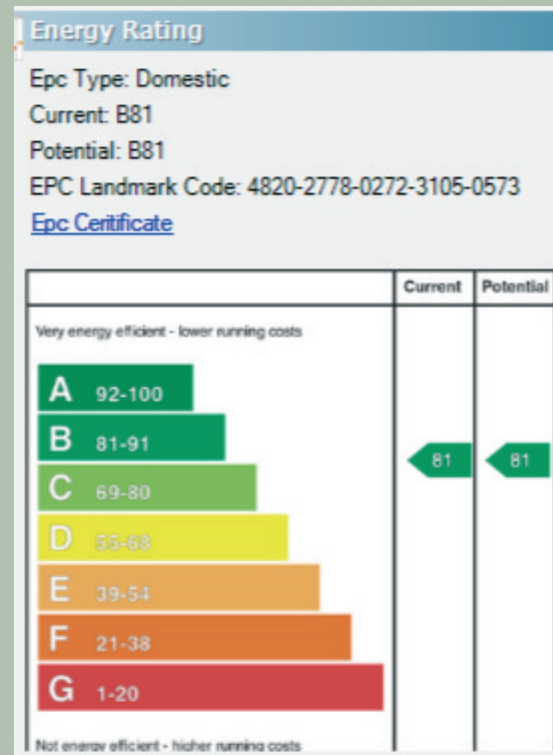 Energy Rating
Epc Type: Domestic
Current: B81
Potential: B81
EPC Landmark Code: 4820-2778-0272-3105-0573
Epc Ceritificate
Current Potential
Very energy efficient - lower running costs
A 92-100
B 81-91
81 81
C 69-80
D 55-68
E 39-54
F 21-38
G 1-20
Not energy efficient - higher running costs